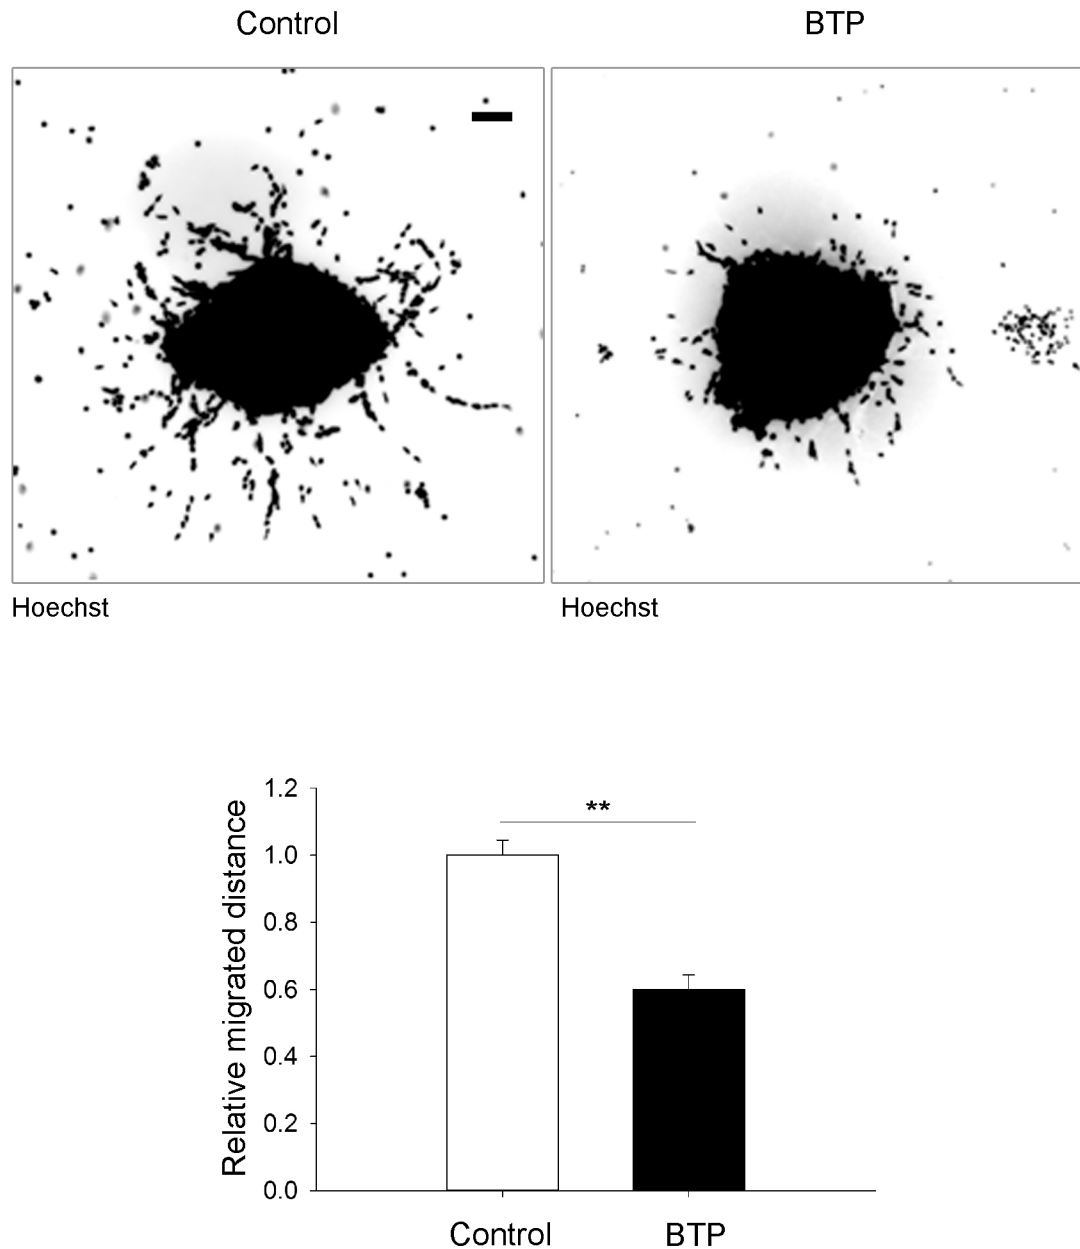 Control BTP
Hoechst Hoechst
Relative migrated distance
1.2
**
1.0
0.8
0.6
0.4
0.2
0.0
Control BTP